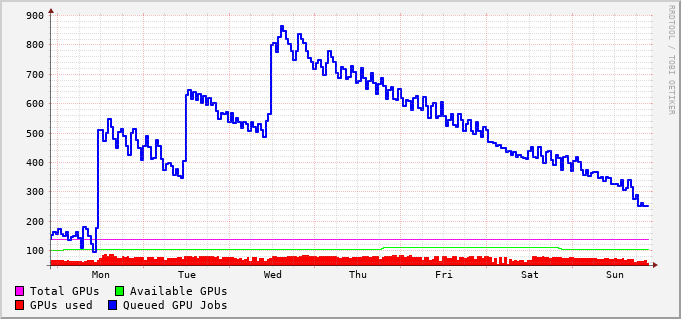 900
800
700
600
500
400
300
200
100
Mon Tue Wed Thu Fri Sat Sun
Total GPUs Available GPUs
GPUs used Queued GPU Jobs
RRDTOOL / TOBI OETIKER